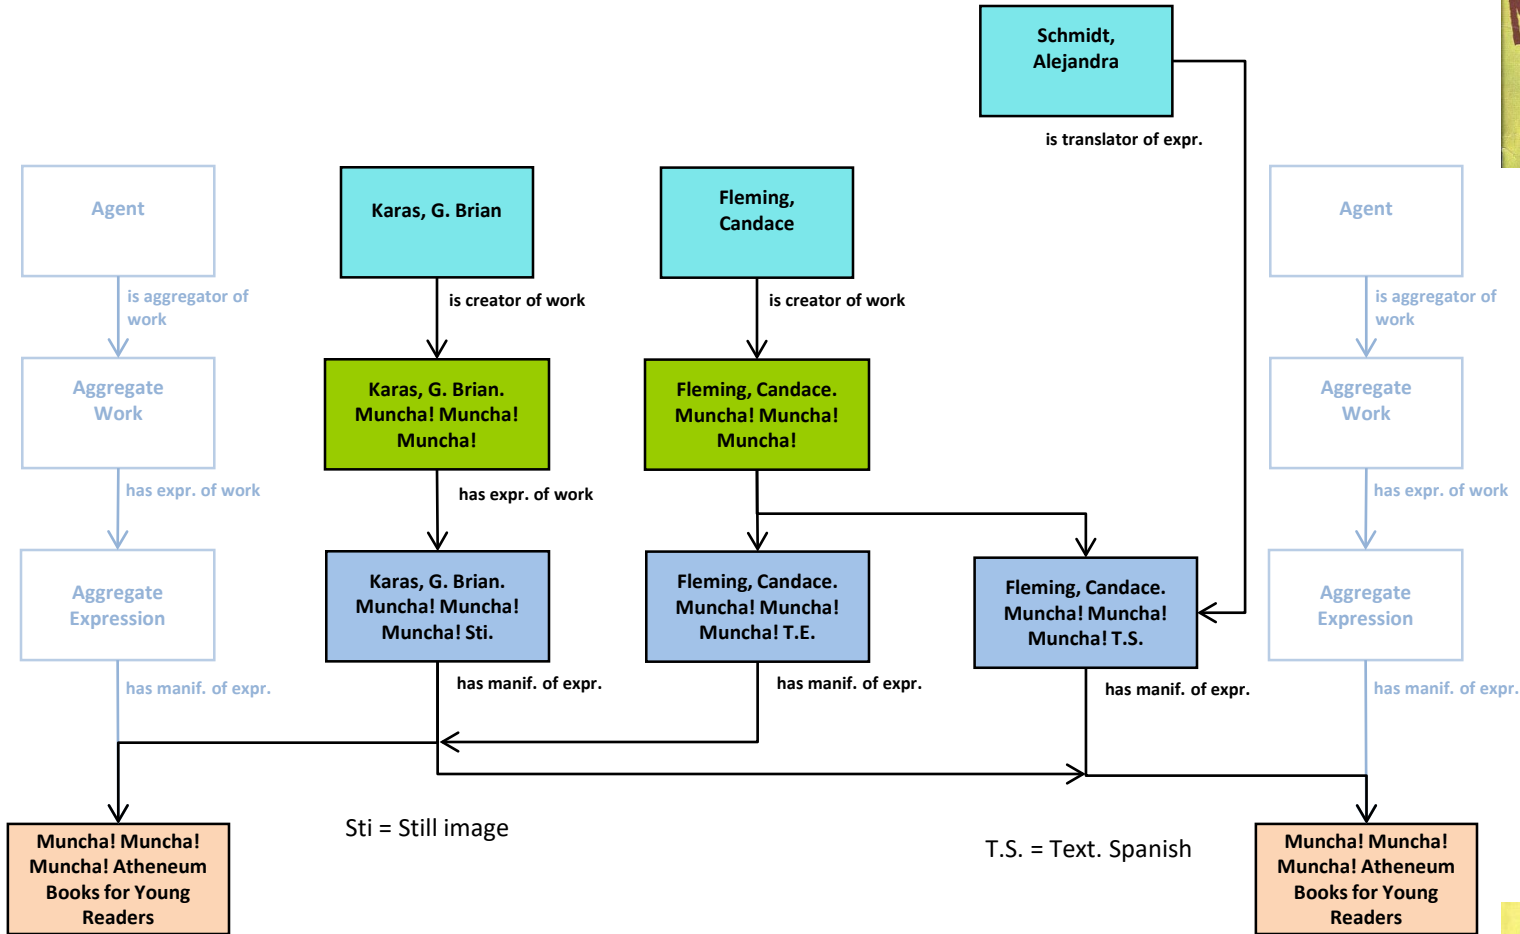 Schmidt,
Alejandra
is translator of expr.
Agent
Karas, G. Brian
Fleming,
Candace
Agent
is aggregator of
work
is creator of work
is creator of work
is aggregator of
work
Aggregate
Work
Karas, G. Brian.
Muncha! Muncha!
Muncha!
Fleming, Candace.
Muncha! Muncha!
Muncha!
Aggregate
Work
has expr. of work
has expr. of work
has expr. of work
Aggregate
Expression
Karas, G. Brian.
Muncha! Muncha!
Muncha! Sti.
Fleming, Candace.
Muncha! Muncha!
Muncha! T.E.
Fleming, Candace.
Muncha! Muncha!
Muncha! T.S.
Aggregate
Expression
has manif. of expr.
has manif. of expr.
has manif. of expr.
has manif. of expr.
has manif. of expr.
Sti = Still image
T.S. = Text. Spanish
Muncha! Muncha!
Muncha! Atheneum
Books for Young
Readers
Muncha! Muncha!
Muncha! Atheneum
Books for Young
Readers